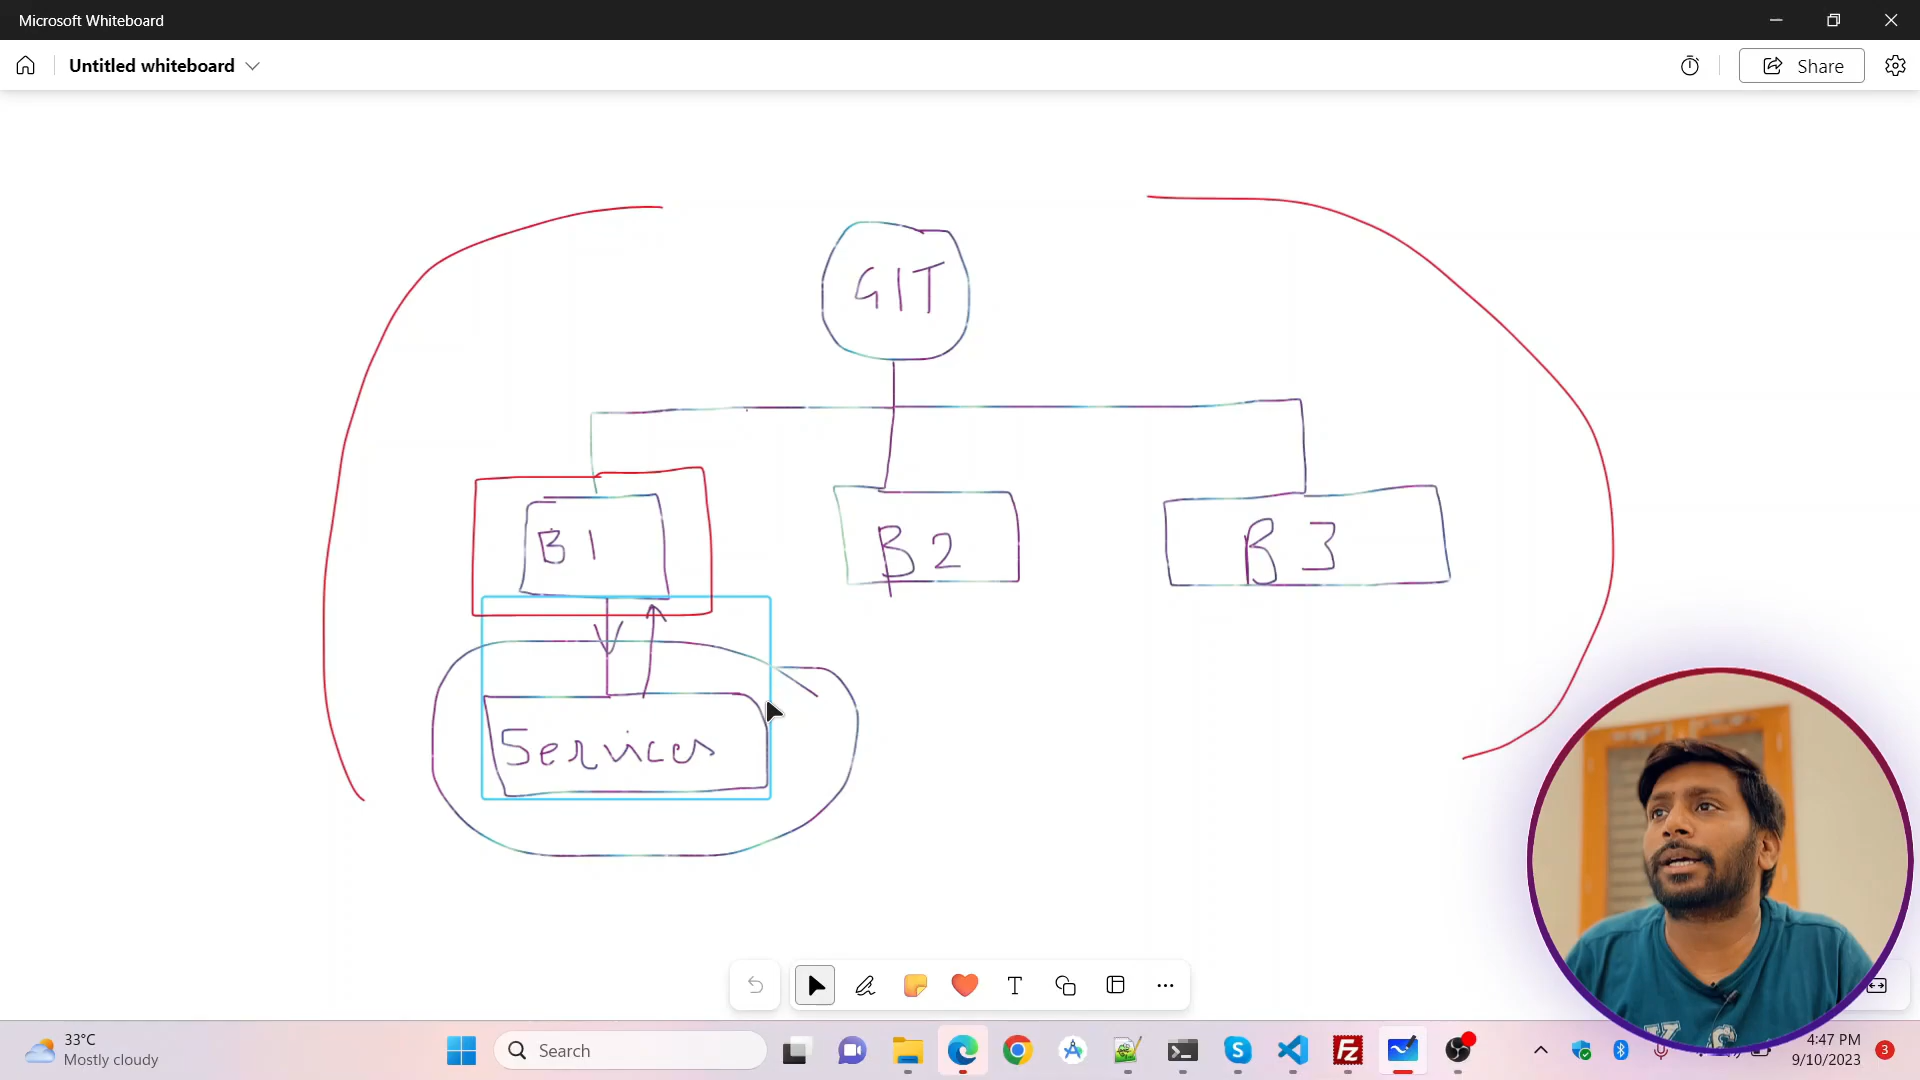 Microsoft Whiteboard
Untitled whiteboard
Share
GIT
B1
B2
B3
Services
T
33°C
Mostly cloudy
Search
Fz
4:47 PM
9/10/2023
3